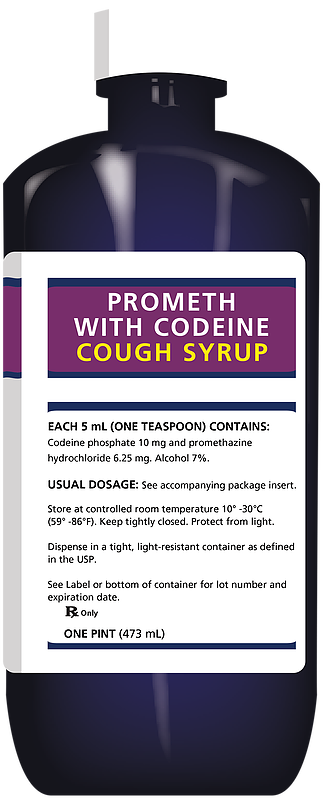 PROMETH
WITH CODEINE
COUGH SYRUP
EACH 5 mL (ONE TEASPOON) CONTAINS:
Codeine phosphate 10 mg and promethazine
hydrochloride 6.25 mg. Alcohol 7%.
USUAL DOSAGE: See accompanying package insert.
Store at controlled room temperature 10° -30°C
(59° -86°F). Keep tightly closed. Protect from light.
Dispense in a tight, light-resistant container as defined
in the USP.
See Label or bottom of container for lot number and
expiration date.
℞ Only
ONE PINT (473 mL)